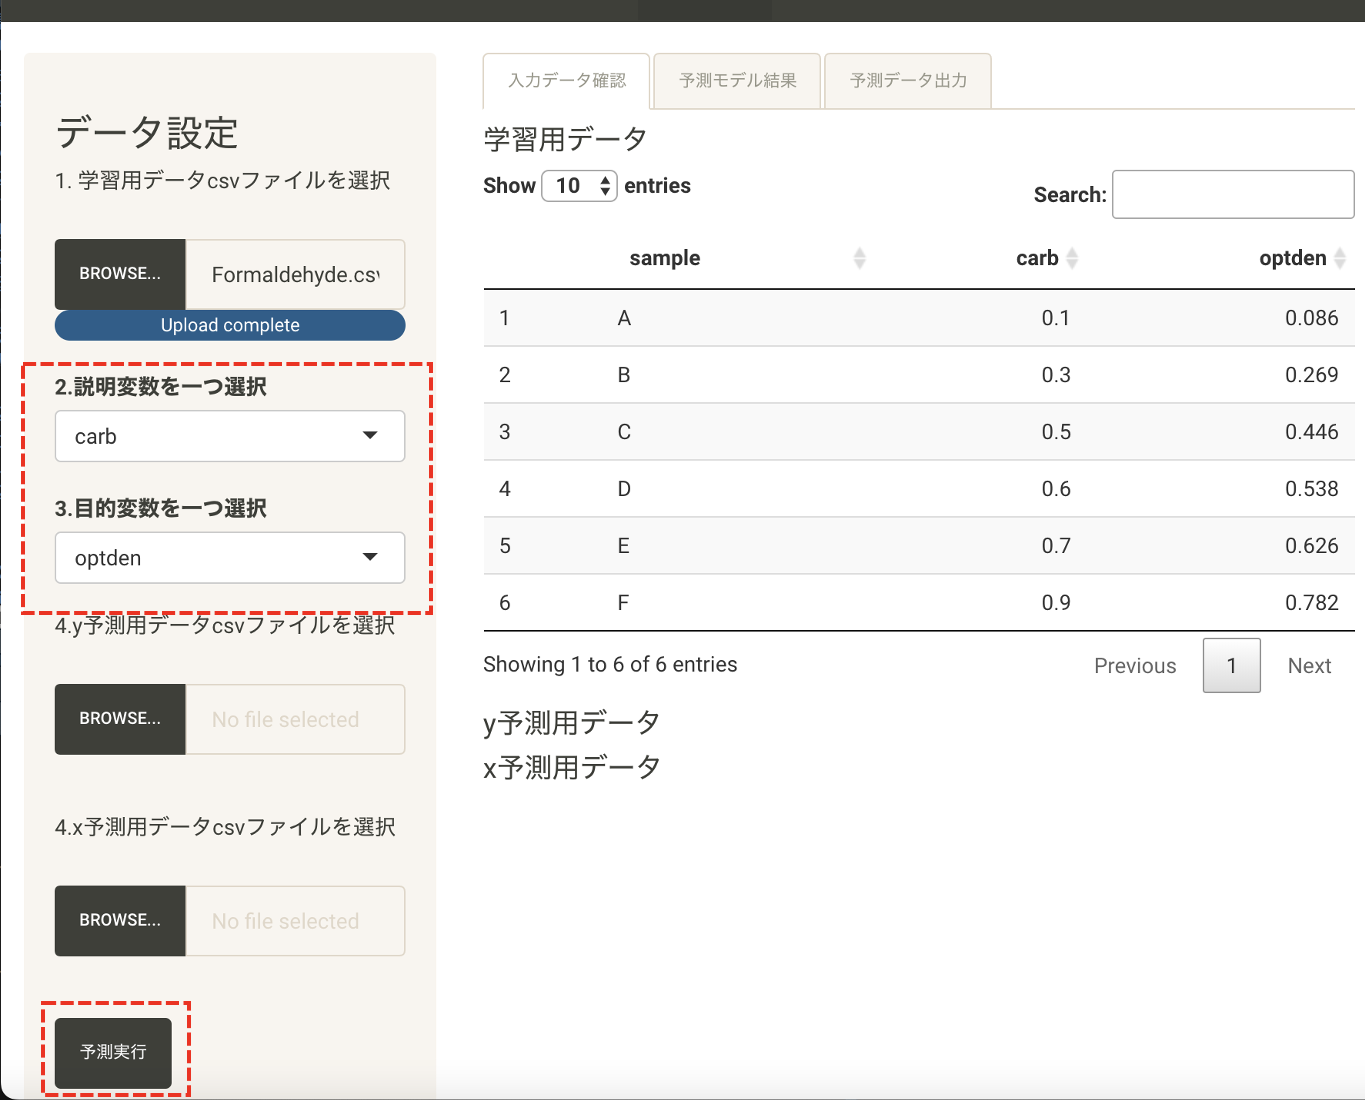 データ設定
1. 学習用データcsvファイルを選択
BROWSE...
Formaldehyde.csv
Upload complete
2.説明変数を一つ選択
carb
3.目的変数を一つ選択
optden
4.y予測用データcsvファイルを選択
BROWSE...
No file selected
4.x予測用データcsvファイルを選択
BROWSE...
No file selected
予測実行
入力データ確認 予測モデル結果 予測データ出力
学習用データ
Show 10 entries
Search:
sample carb optden
1 A 0.1 0.086
2 B 0.3 0.269
3 C 0.5 0.446
4 D 0.6 0.538
5 E 0.7 0.626
6 F 0.9 0.782
Showing 1 to 6 of 6 entries
Previous 1 Next
y予測用データ
x予測用データ